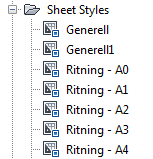 Sheet Styles
Generell
Generell1
Ritning - A0
Ritning - A1
Ritning - A2
Ritning - A3
Ritning - A4